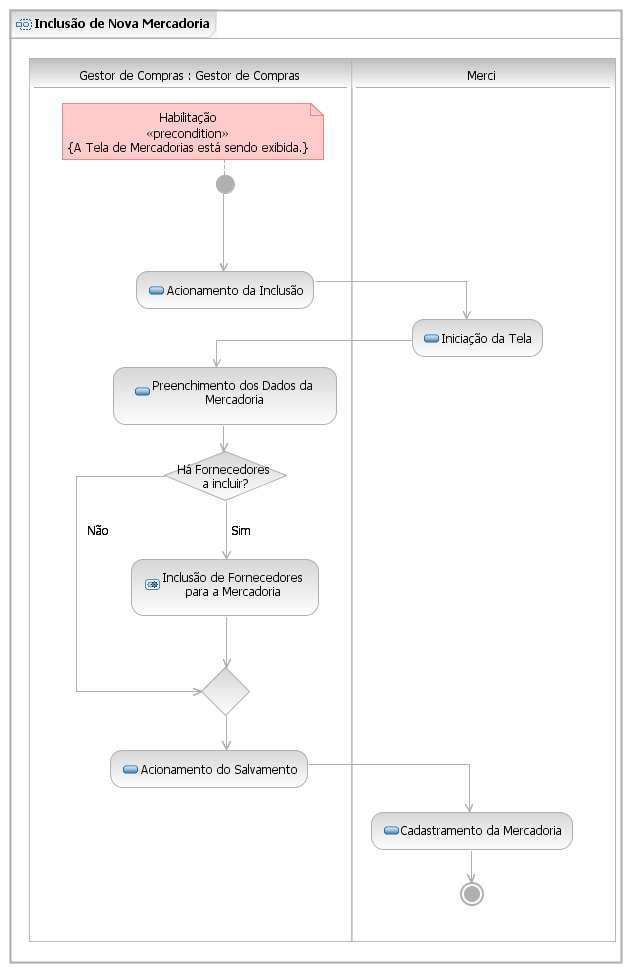 Inclusão de Nova Mercadoria
Gestor de Compras : Gestor de Compras
Merci
Habilitação
«precondition»
{A Tela de Mercadorias está sendo exibida.}
Acionamento da Inclusão
Iniciação da Tela
Preenchimento dos Dados da
Mercadoria
Há Fornecedores
a incluir?
Não
Sim
Inclusão de Fornecedores
para a Mercadoria
Acionamento do Salvamento
Cadastramento da Mercadoria